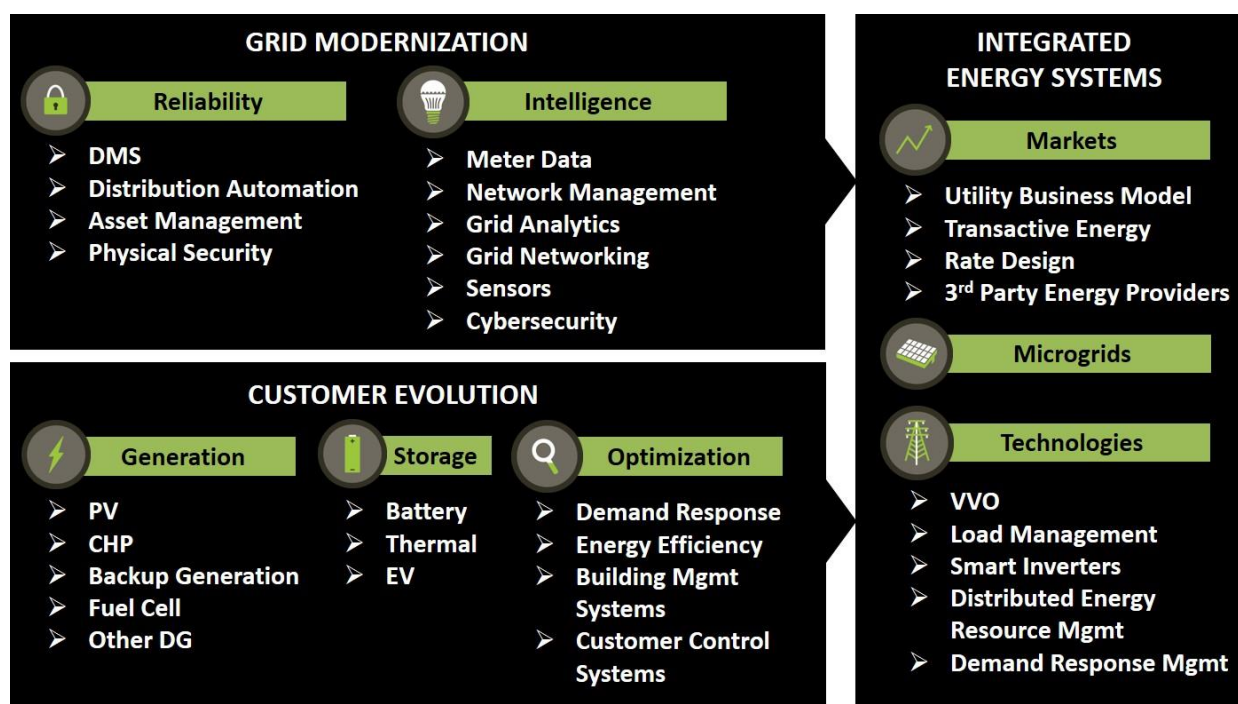 GRID MODERNIZATION
Reliability
DMS
Distribution Automation
Asset Management
Physical Security
Intelligence
Meter Data
Network Management
Grid Analytics
Grid Networking
Sensors
Cybersecurity
CUSTOMER EVOLUTION
Generation
PV
CHP
Backup Generation
Fuel Cell
Other DG
Storage
Battery
Thermal
EV
Optimization
Demand Response
Energy Efficiency
Building Mgmt
Systems
Customer Control
Systems
INTEGRATED
ENERGY SYSTEMS
Markets
Utility Business Model
Transactive Energy
Rate Design
3rd Party Energy Providers
Microgrids
Technologies
VVO
Load Management
Smart Inverters
Distributed Energy
Resource Mgmt
Demand Response Mgmt